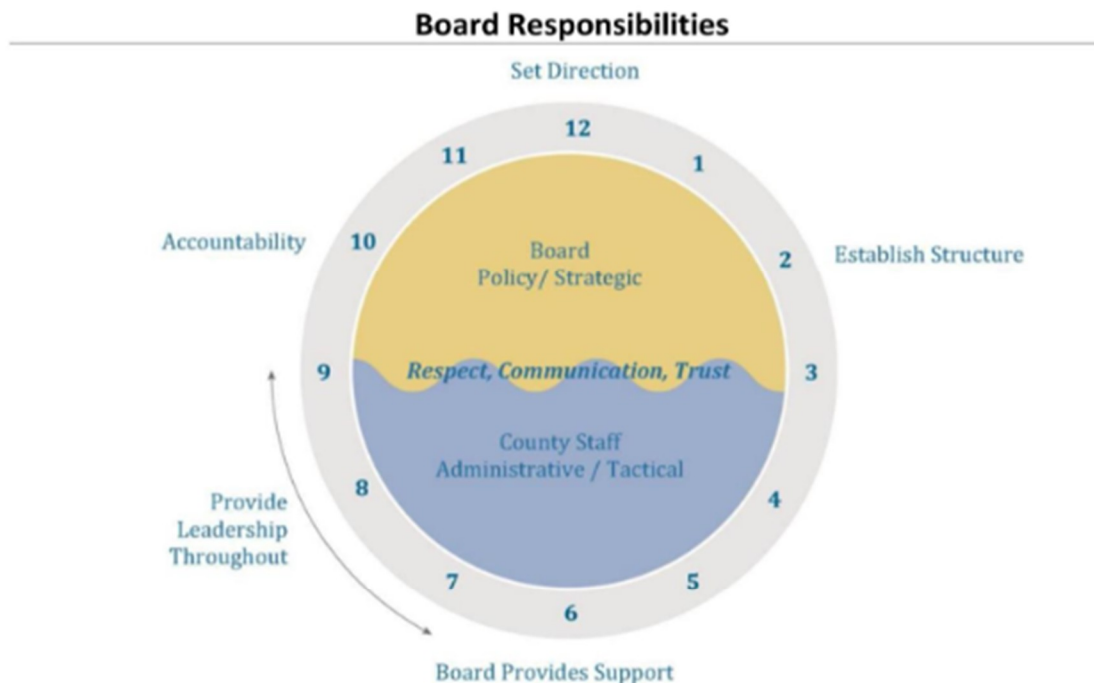 Board Responsibilities
Set Direction
12
11
1
Accountability
10
Board
Policy/ Strategic
2
Establish Structure
9
Respect, Communication, Trust
3
County Staff
Administrative / Tactical
8
4
Provide
Leadership
Throughout
7
5
6
Board Provides Support